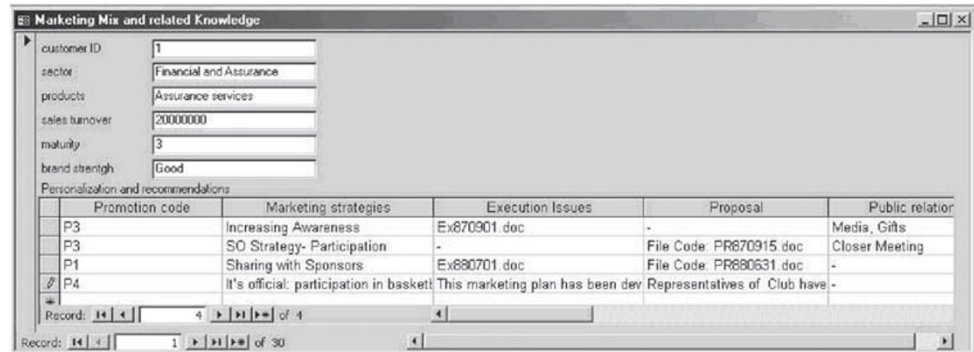 Marketing Mix and related Knowledge
customer ID 1
sector Financial and Assurance
products Assurance services
sales turnover 20000000
maturity 3
brand strentgh Good
Personalization and recommendations
Promotion code Marketing strategies Execution Issues Proposal Public relation
P3 Increasing Awareness Ex870901.doc - Media, Gifts
P3 SO Strategy- Participation - File Code: PR870915.doc Closer Meeting
P1 Sharing with Sponsors Ex880701.doc File Code: PR880631.doc -
P4 It's official: participation in basketb This marketing plan has been dev Representatives of Club have -
Record: 4 of 4
Record: 1 of 30